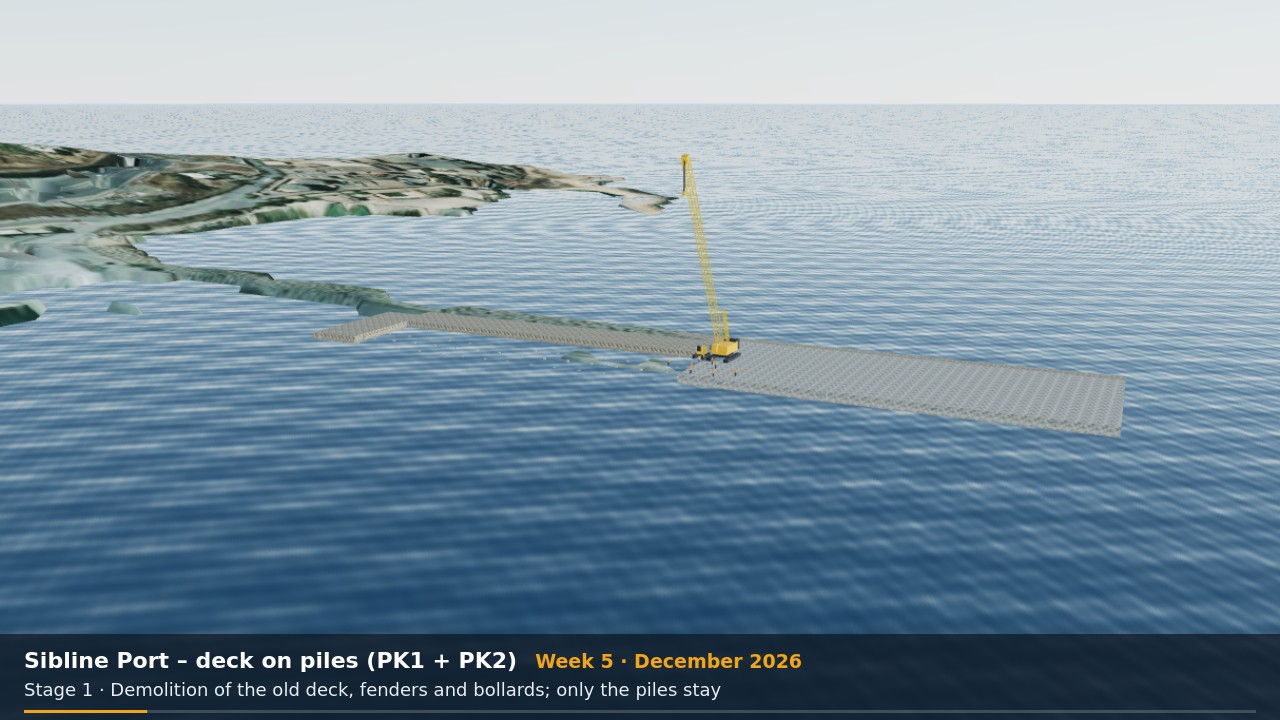 Sibline Port – deck on piles (PK1 + PK2) Week 5 · December 2026
Stage 1 · Demolition of the old deck, fenders and bollards; only the piles stay